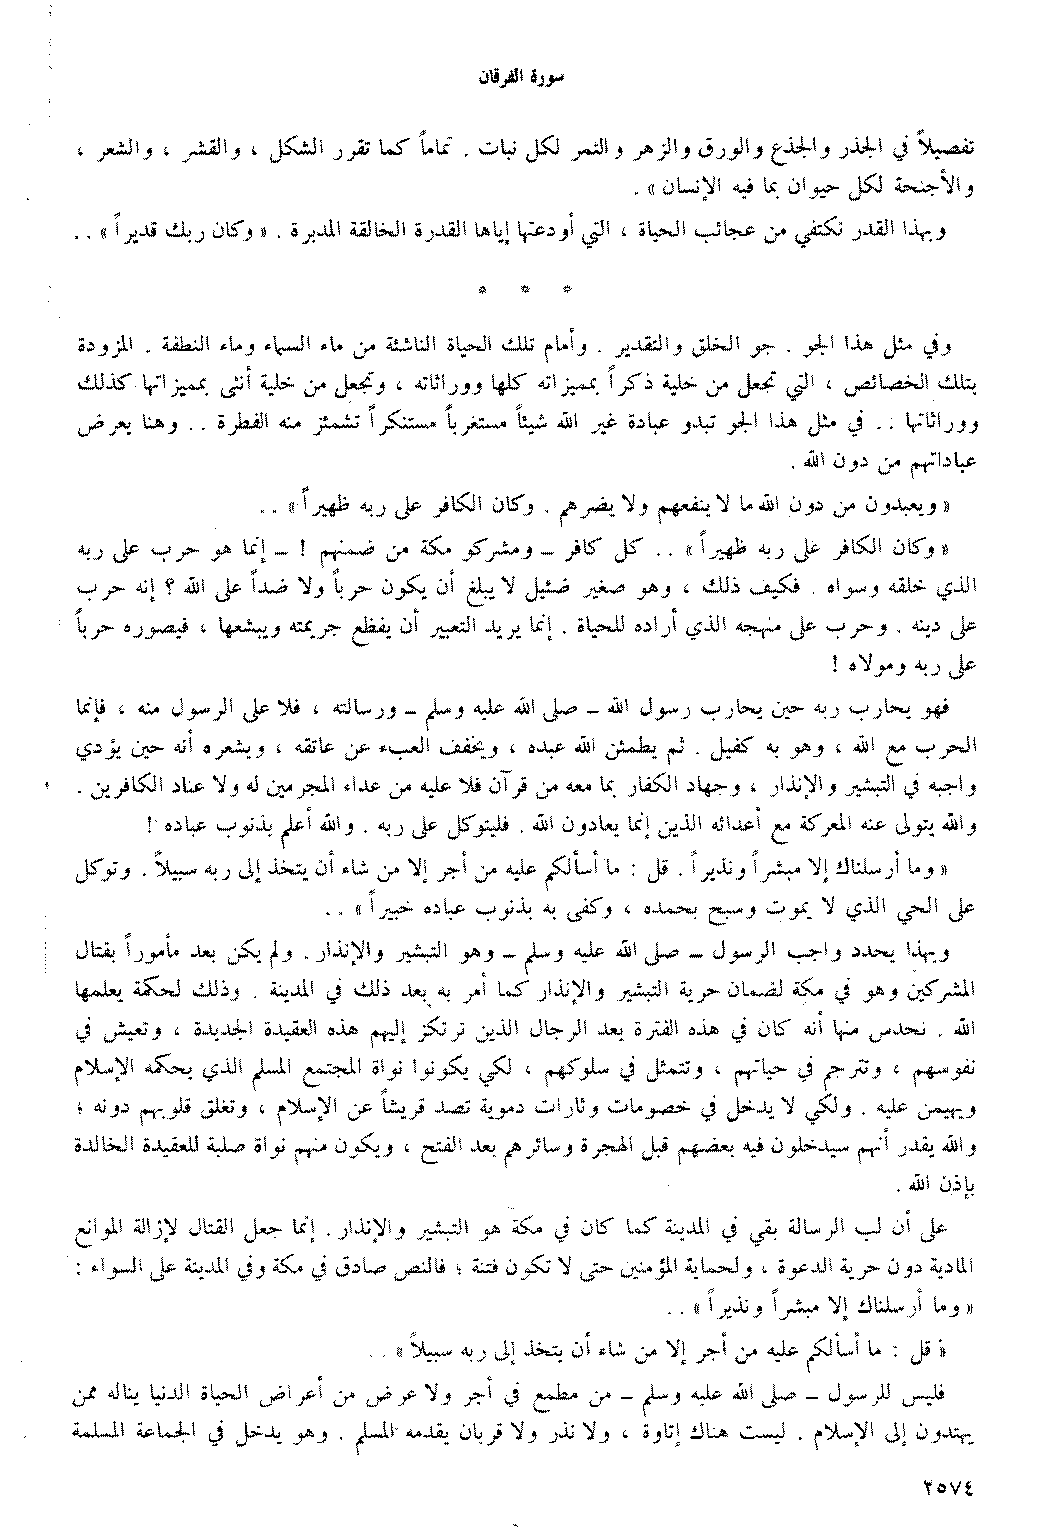 سورة الفرقان
تفصيلاً في الجذر والجذع والورق والزهر والثمر لكل نبات . تماماً كما تقرر الشكل ، والقشر ، والشعر ،
والأجنحة لكل حيوان بما فيه الإنسان » .
وبهذا القدر نكتفي من عجائب الحياة ، التي أودعتها إياها القدرة الخالقة المدبرة . « وكان ربك قديراً » ..
* * *
وفي مثل هذا الجو . جو الخلق والتقدير . وأمام تلك الحياة الناشئة من ماء السماء وماء النطفة . المزودة
بتلك الخصائص ، التي تجعل من خلية ذكراً بمميزاته كلها ووراثاته ، وتجعل من خلية أنثى بمميزاتها كذلك
ووراثاتها .. في مثل هذا الجو تبدو عبادة غير الله شيئاً مستغرباً مستنكراً تشمئز منه الفطرة .. وهنا يعرض
عباداتهم من دون الله .
« ويعبدون من دون الله ما لا ينفعهم ولا يضرهم . وكان الكافر على ربه ظهيراً » ..
« وكان الكافر على ربه ظهيراً » .. كل كافر – ومشركو مكة من ضمنهم ! – إنما هو حرب على ربه
الذي خلقه وسواه . فكيف ذلك ، وهو صغير ضئيل لا يبلغ أن يكون حرباً ولا ضداً على الله ؟ إنه حرب
على دينه . وحرب على منهجه الذي أراده للحياة . إنما يريد التعبير أن يفظع جريمته ويبشعها ، فيصوره حرباً
على ربه ومولاه !
فهو يحارب ربه حين يحارب رسول الله – صلى الله عليه وسلم – ورسالته ، فلا على الرسول منه ، فإنما
الحرب مع الله ، وهو به كفيل . ثم يطمئن الله عبده ، ويخفف العبء عن عاتقه ، ويشعره أنه حين يؤدي
واجبه في التبشير والإنذار ، وجهاد الكفار بما معه من قرآن فلا عليه من عداء المجرمين له ولا عناد الكافرين .
والله يتولى عنه المعركة مع أعدائه الذين إنما يعادون الله . فليتوكل على ربه . والله أعلم بذنوب عباده !
« وما أرسلناك إلا مبشراً ونذيراً . قل : ما أسألكم عليه من أجر إلا من شاء أن يتخذ إلى ربه سبيلاً . وتوكل
على الحي الذي لا يموت وسبح بحمده ، وكفى به بذنوب عباده خبيراً » ..
وبهذا يحدد واجب الرسول – صلى الله عليه وسلم – وهو التبشير والإنذار . ولم يكن بعد مأموراً بقتال
المشركين وهو في مكة لضمان حرية التبشير والإنذار كما أمر به بعد ذلك في المدينة . وذلك لحكمة يعلمها
الله . نحدس منها أنه كان في هذه الفترة يعد الرجال الذين ترتكز إليهم هذه العقيدة الجديدة ، وتعيش في
نفوسهم ، وتترجم في حياتهم ، وتتمثل في سلوكهم ، لكي يكونوا نواة المجتمع المسلم الذي يحكمه الإسلام
ويهيمن عليه . ولكي لا يدخل في خصومات وثارات دموية تصد قريشاً عن الإسلام ، وتغلق قلوبهم دونه ؛
والله يقدر أنهم سيدخلون فيه بعضهم قبل الهجرة وسائرهم بعد الفتح ، ويكون منهم نواة صلبة للعقيدة الخالدة
بإذن الله .
على أن لب الرسالة بقي في المدينة كما كان في مكة هو التبشير والإنذار . إنما جعل القتال لإزالة الموانع
المادية دون حرية الدعوة ، ولحماية المؤمنين حتى لا تكون فتنة ؛ فالنص صادق في مكة وفي المدينة على السواء :
« وما أرسلناك إلا مبشراً ونذيراً » ..
« قل : ما أسألكم عليه من أجر إلا من شاء أن يتخذ إلى ربه سبيلاً » ..
فليس للرسول – صلى الله عليه وسلم – من مطمع في أجر ولا عرض من أعراض الحياة الدنيا يناله ممن
يهتدون إلى الإسلام . ليست هناك إتاوة ، ولا نذر ولا قربان يقدمه المسلم . وهو يدخل في الجماعة المسلمة
٢٥٧٤